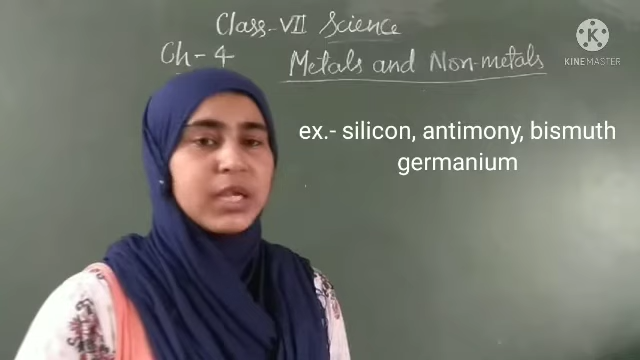 Class-VII Science
Ch-4 Metals and Non-metals
KINEMASTER
ex.- silicon, antimony, bismuth
germanium